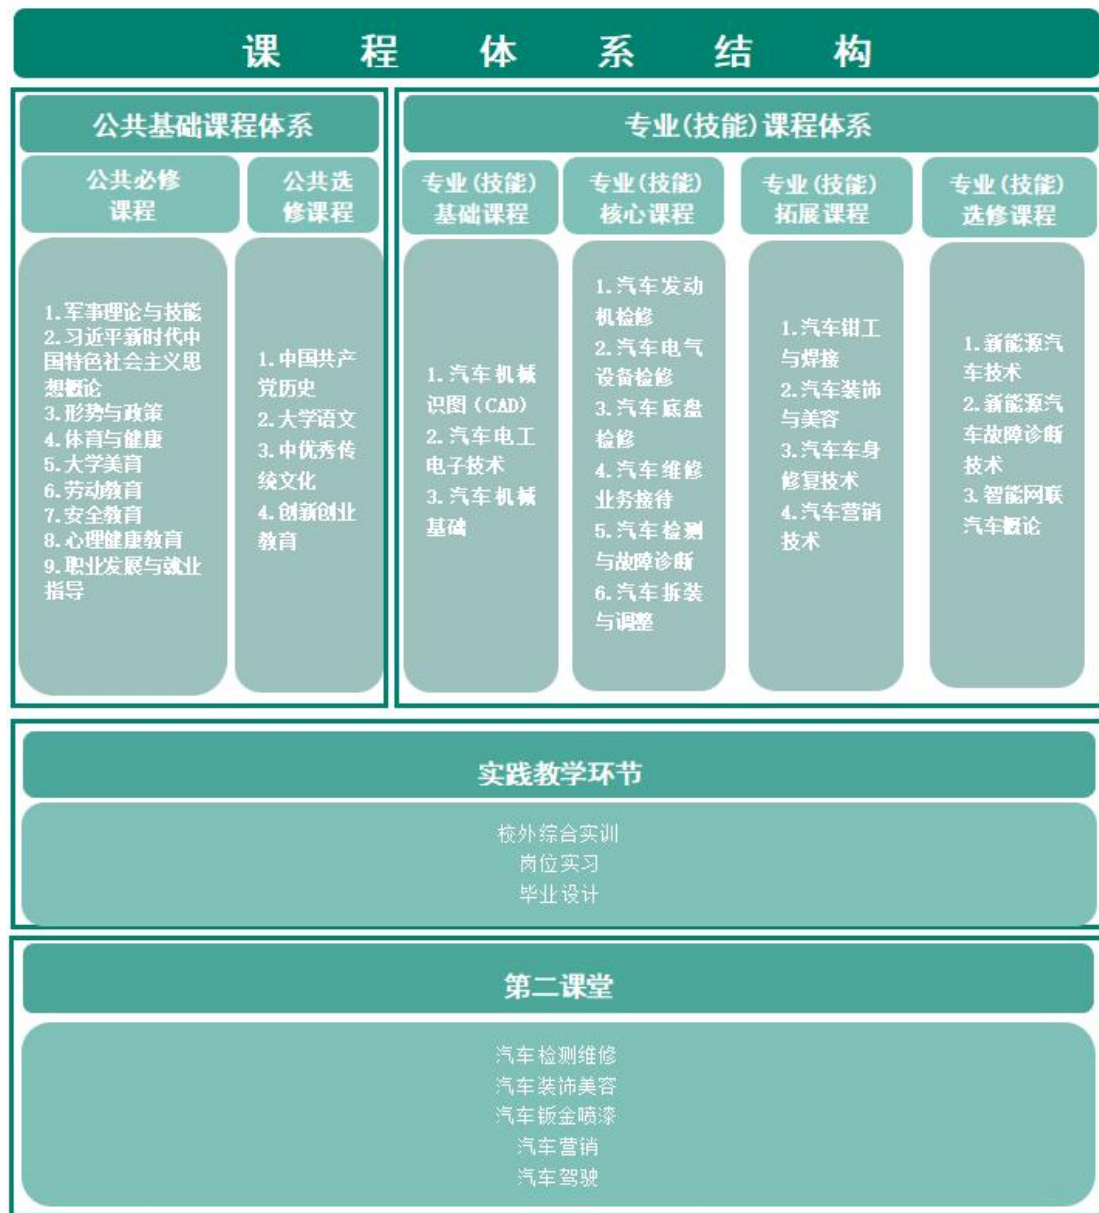 课程体系结构
公共基础课程体系
公共必修
课程
1.军事理论与技能
2.习近平新时代中
国特色社会主义思
想概论
3.形势与政策
4.体育与健康
5.大学美育
6.劳动教育
7.安全教育
8.心理健康教育
9.职业发展与就业
指导
公共选
修课程
1.中国共产
党历史
2.大学语文
3.中优秀传
统文化
4.创新创业
教育
专业(技能)课程体系
专业(技能)
基础课程
1.汽车机械
识图（CAD）
2.汽车电工
电子技术
3.汽车机械
基础
专业(技能)
核心课程
1.汽车发动
机检修
2.汽车电气
设备检修
3.汽车底盘
检修
4.汽车维修
业务接待
5.汽车检测
与故障诊断
6.汽车拆装
与调整
专业(技能)
拓展课程
1.汽车钳工
与焊接
2.汽车装饰
与美容
3.汽车车身
修复技术
4.汽车营销
技术
专业(技能)
选修课程
1.新能源汽
车技术
2.新能源汽
车故障诊断
技术
3.智能网联
汽车概论
实践教学环节
校外综合实训
岗位实习
毕业设计
第二课堂
汽车检测维修
汽车装饰美容
汽车钣金喷漆
汽车营销
汽车驾驶